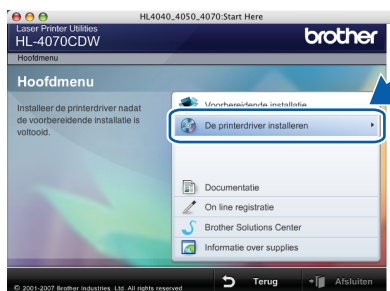 HL4040_4050_4070:Start Here
Laser Printer Utilities
HL-4070CDW
brother
Hoofdmenu
Hoofdmenu
Installeer de printerdriver nadat
de voorbereidende installatie is
voltooid.
Voorbereidende installatie
De printerdriver installeren
Documentatie
On line registratie
Brother Solutions Center
Informatie over supplies
© 2001-2007 Brother Industries Ltd. All rights reserved
Terug
Afsluiten